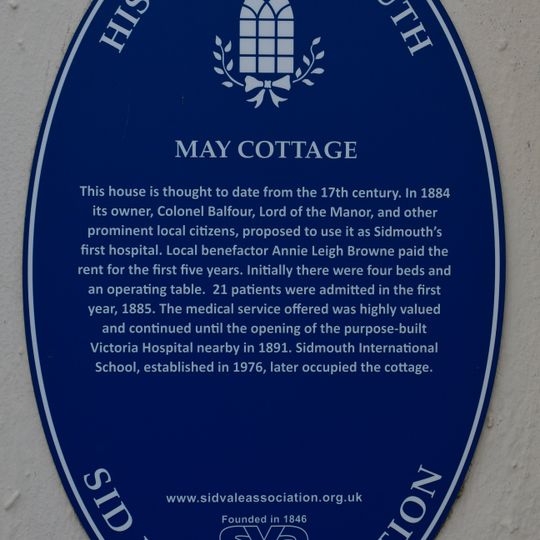 HIS UTH
MAY COTTAGE
This house is thought to date from the 17th century. In 1884
its owner, Colonel Balfour, Lord of the Manor, and other
prominent local citizens, proposed to use it as Sidmouth's
first hospital. Local benefactor Annie Leigh Browne paid the
rent for the first five years. Initially there were four beds and
an operating table. 21 patients were admitted in the first
year, 1885. The medical service offered was highly valued
and continued until the opening of the purpose-built
Victoria Hospital nearby in 1891. Sidmouth International
School, established in 1976, later occupied the cottage.
www.sidvaleassociation.org.uk
Founded in 1846
SVA
SID TION